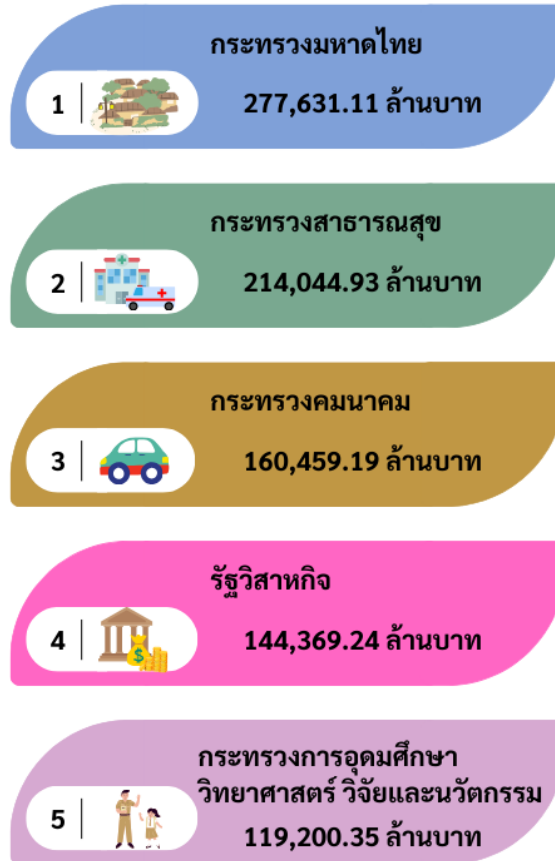 กระทรวงมหาดไทย
1
277,631.11 ล้านบาท
กระทรวงสาธารณสุข
2
214,044.93 ล้านบาท
กระทรวงคมนาคม
3
160,459.19 ล้านบาท
รัฐวิสาหกิจ
4
$
144,369.24 ล้านบาท
กระทรวงการอุดมศึกษา
วิทยาศาสตร์ วิจัยและนวัตกรรม
5
119,200.35 ล้านบาท